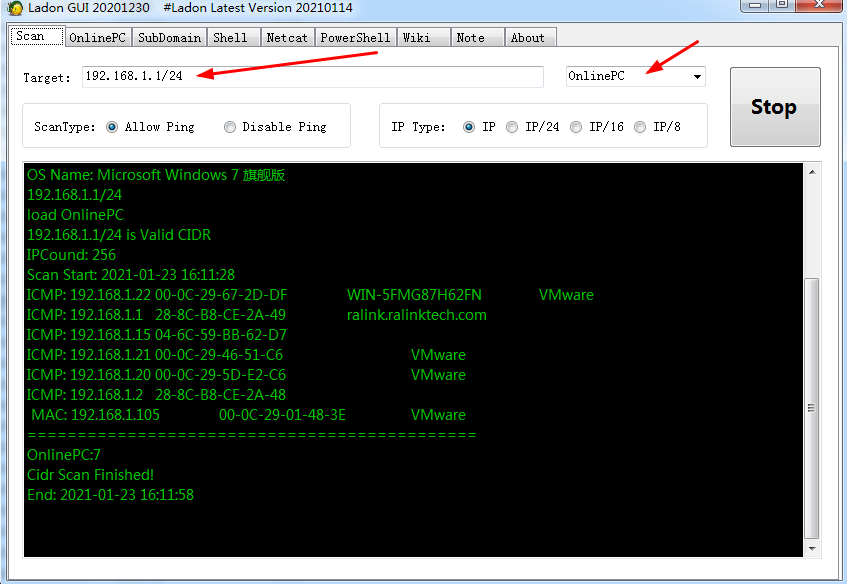 Ladon GUI 20201230 #Ladon Latest Version 20210114
Scan OnlinePC SubDomain Shell Netcat PowerShell Wiki Note About
Target: 192.168.1.1/24 OnlinePC
Stop
ScanType: Allow Ping Disable Ping IP Type: IP IP/24 IP/16 IP/8
OS Name: Microsoft Windows 7 旗舰版
192.168.1.1/24
load OnlinePC
192.168.1.1/24 is Valid CIDR
IPCound: 256
Scan Start: 2021-01-23 16:11:28
ICMP: 192.168.1.22 00-0C-29-67-2D-DF WIN-5FMG87H62FN VMware
ICMP: 192.168.1.1 28-8C-B8-CE-2A-49 ralink.ralinktech.com
ICMP: 192.168.1.15 04-6C-59-BB-62-D7
ICMP: 192.168.1.21 00-0C-29-46-51-C6 VMware
ICMP: 192.168.1.20 00-0C-29-5D-E2-C6 VMware
ICMP: 192.168.1.2 28-8C-B8-CE-2A-48
MAC: 192.168.1.105 00-0C-29-01-48-3E VMware
=============================================
OnlinePC:7
Cidr Scan Finished!
End: 2021-01-23 16:11:58